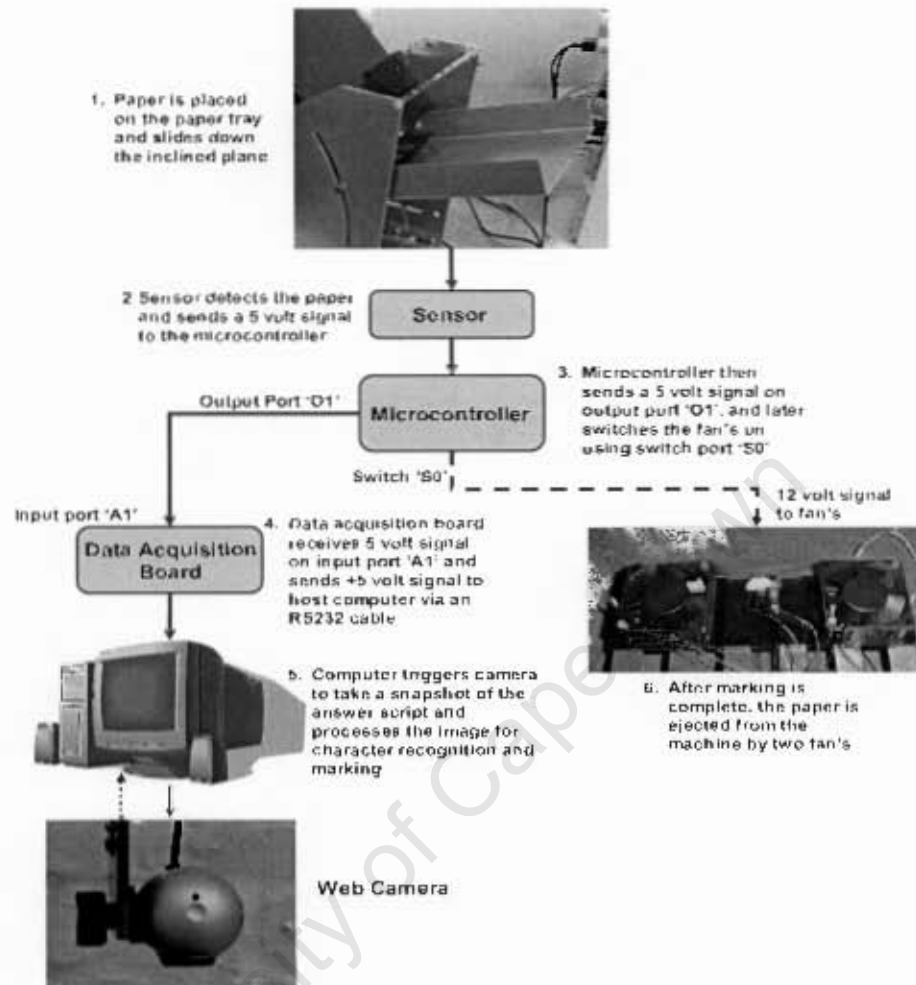 1. Paper is placed
on the paper tray
and slides down
the inclined plane
2 Sensor detects the paper
and sends a 5 volt signal
to the microcontroller
Sensor
3. Microcontroller then
sends a 5 volt signal on
output port 'O1', and later
switches the fan's on
using switch port 'S0'
Output Port 'O1'
Microcontroller
Switch 'S0'
12 volt signal
to fan's
Input port 'A1'
Data Acquisition
Board
4. Data acquisition board
receives 5 volt signal
on input port 'A1' and
sends +5 volt signal to
host computer via an
RS232 cable
5. Computer triggers camera
to take a snapshot of the
answer script and
processes the image for
character recognition and
marking
6. After marking is
complete, the paper is
ejected from the
machine by two fan's
Web Camera
ity of Cape
wn